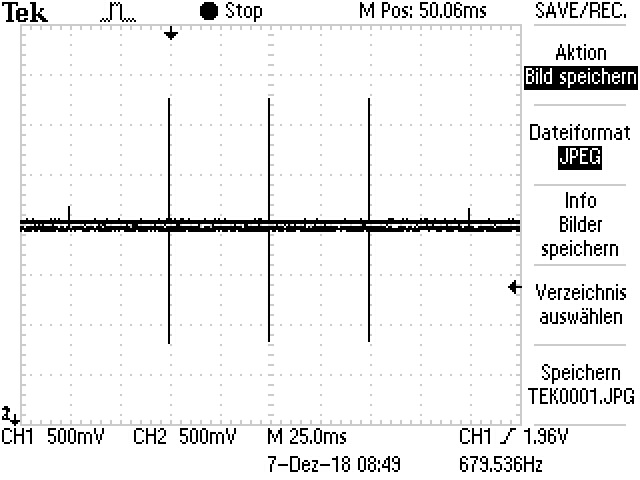 Tek Stop M Pos: 50.06ms SAVE/REC.
Aktion
Bild speichern
Dateiformat
JPEG
Info
Bilder
speichern
Verzeichnis
auswählen
Speichern
TEK0001.JPG
CH1 500mV CH2 500mV M 25.0ms CH1 1.96V
7-Dez-18 08:49 679.536Hz